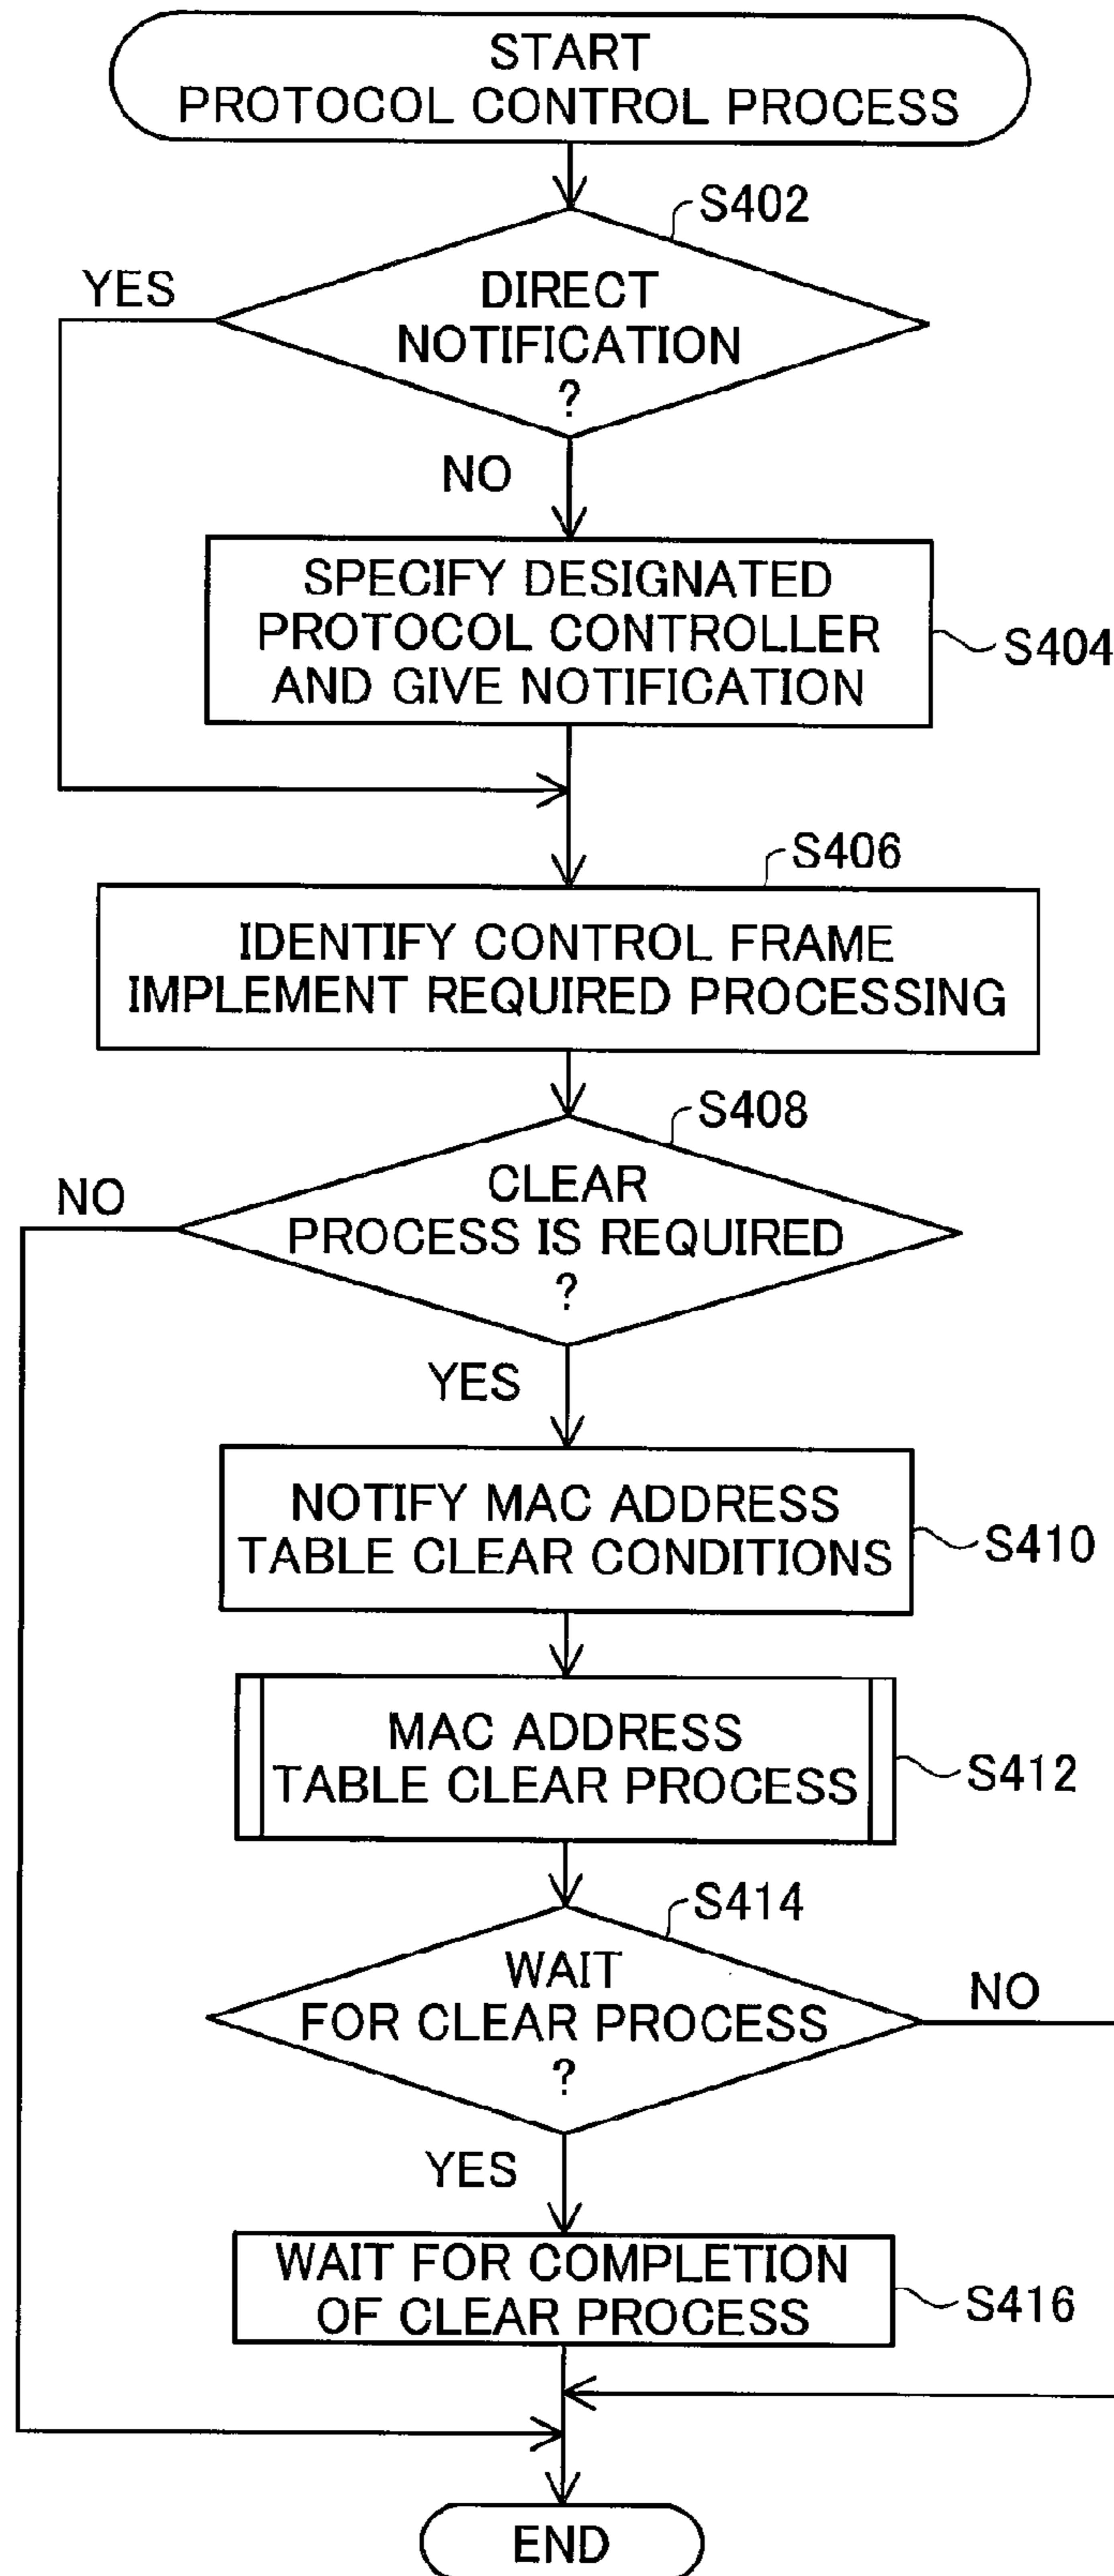 START
PROTOCOL CONTROL PROCESS
S402
YES
DIRECT
NOTIFICATION
?
NO
SPECIFY DESIGNATED
PROTOCOL CONTROLLER
AND GIVE NOTIFICATION
S404
S406
IDENTIFY CONTROL FRAME
IMPLEMENT REQUIRED PROCESSING
S408
NO
CLEAR
PROCESS IS REQUIRED
?
YES
NOTIFY MAC ADDRESS
TABLE CLEAR CONDITIONS
S410
MAC ADDRESS
TABLE CLEAR PROCESS
S412
S414
WAIT
FOR CLEAR PROCESS
?
NO
YES
WAIT FOR COMPLETION
OF CLEAR PROCESS
S416
END